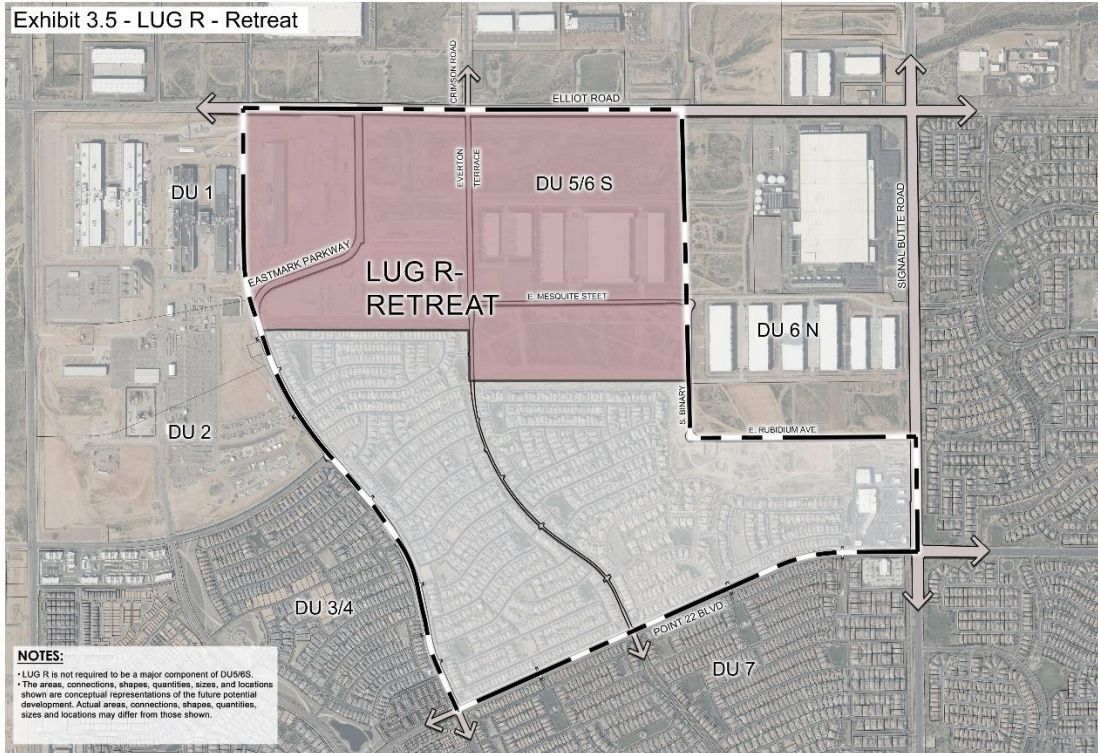 Exhibit 3.5 - LUG R - Retreat
CRIMSON ROAD
ELLIOT ROAD
DU 1
EVERTON
TERRACE
DU 5/6 S
SIGNAL BUTTE ROAD
EASTMARK PARKWAY
LUG R-
RETREAT
E. MESQUITE STEET
DU 6 N
S. BINARY
E. RUBIDIUM AVE
DU 2
DU 3/4
POINT 22 BLVD.
DU 7
NOTES:
• LUG R is not required to be a major component of DU5/6S.
• The areas, connections, shapes, quantities, sizes, and locations
shown are conceptual representations of the future potential
development. Actual areas, connections, shapes, quantities,
sizes and locations may differ from those shown.